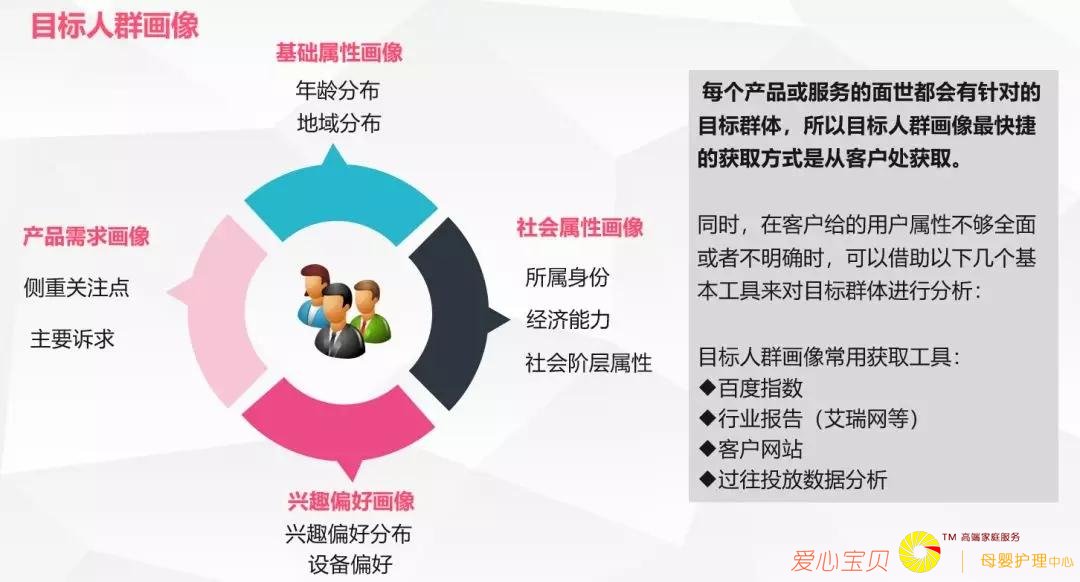 目标人群画像
基础属性画像
年龄分布
地域分布
产品需求画像
侧重关注点
主要诉求
社会属性画像
所属身份
经济能力
社会阶层属性
兴趣偏好画像
兴趣偏好分布
设备偏好
每个产品或服务的面世都会有针对的
目标群体，所以目标人群画像最快捷
的获取方式是从客户处获取。
同时，在客户给的用户属性不够全面
或者不明确时，可以借助以下几个基
本工具来对目标群体进行分析：
目标人群画像常用获取工具：
◆百度指数
◆行业报告（艾瑞网等）
◆客户网站
◆过往投放数据分析
爱心宝贝
TM 高端家庭服务
母婴护理中心